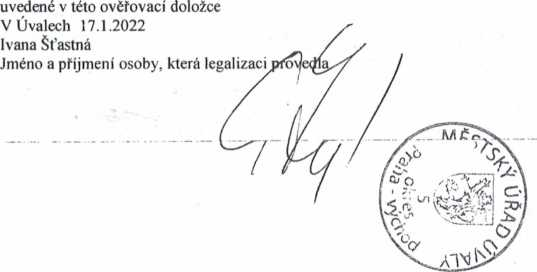 uvedené v této ověřovací doložce
V Úvalech  17.1.2022
Ivana Šťastná
Jméno a příjmení osoby, která legalizaci provedla
MĚSTSKÝ ÚŘAD ÚVALY
5
okres
Praha - východ